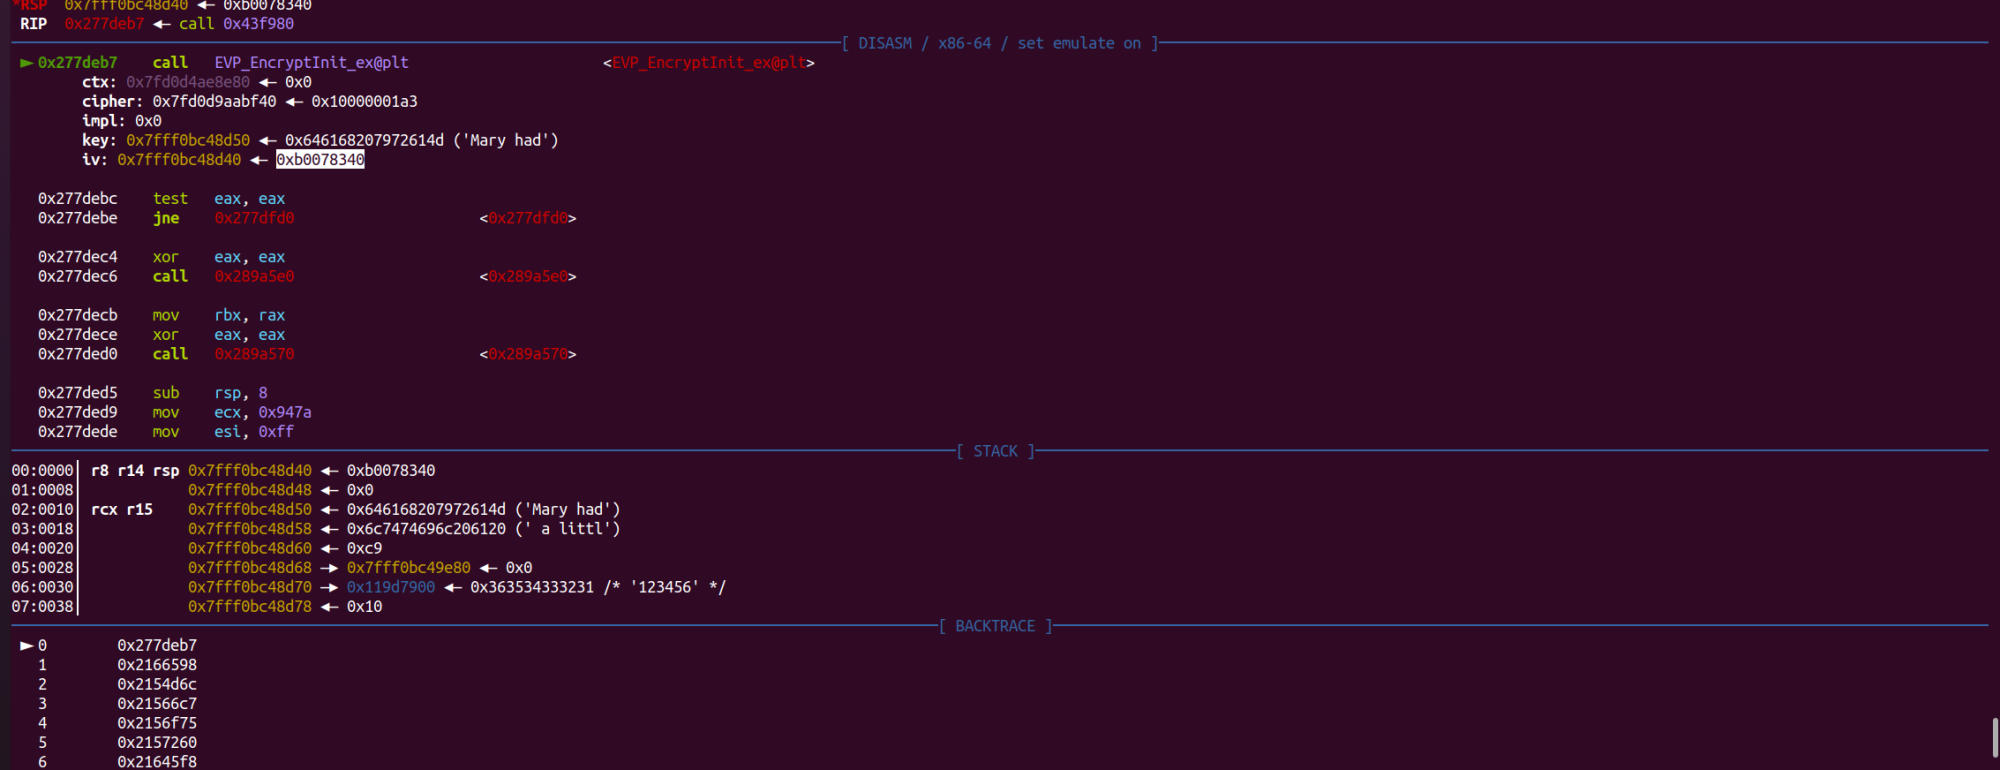 *RSP  0x7fff0bc48d40 ◂— 0xb0078340
RIP  0x277deb7 ◂— call 0x43f980
[ DISASM / x86-64 / set emulate on ]
► 0x277deb7    call   EVP_EncryptInit_ex@plt                      <EVP_EncryptInit_ex@plt>
ctx: 0x7fd0d4ae8e80 ◂— 0x0
cipher: 0x7fd0d9aabf40 ◂— 0x10000001a3
impl: 0x0
key: 0x7fff0bc48d50 ◂— 0x646168207972614d ('Mary had')
iv: 0x7fff0bc48d40 ◂— 0xb0078340
0x277debc    test   eax, eax
0x277debe    jne    0x277dfd0                     <0x277dfd0>
0x277dec4    xor    eax, eax
0x277dec6    call   0x289a5e0                     <0x289a5e0>
0x277decb    mov    rbx, rax
0x277dece    xor    eax, eax
0x277ded0    call   0x289a570                     <0x289a570>
0x277ded5    sub    rsp, 8
0x277ded9    mov    ecx, 0x947a
0x277dede    mov    esi, 0xff
[ STACK ]
00:0000│ r8 r14 rsp 0x7fff0bc48d40 ◂— 0xb0078340
01:0008│            0x7fff0bc48d48 ◂— 0x0
02:0010│ rcx r15    0x7fff0bc48d50 ◂— 0x646168207972614d ('Mary had')
03:0018│            0x7fff0bc48d58 ◂— 0x6c7474696c206120 (' a littl')
04:0020│            0x7fff0bc48d60 ◂— 0xc9
05:0028│            0x7fff0bc48d68 —▸ 0x7fff0bc49e80 ◂— 0x0
06:0030│            0x7fff0bc48d70 —▸ 0x119d7900 ◂— 0x363534333231 /* '123456' */
07:0038│            0x7fff0bc48d78 ◂— 0x10
[ BACKTRACE ]
► 0        0x277deb7
1        0x2166598
2        0x2154d6c
3        0x21566c7
4        0x2156f75
5        0x2157260
6        0x21645f8